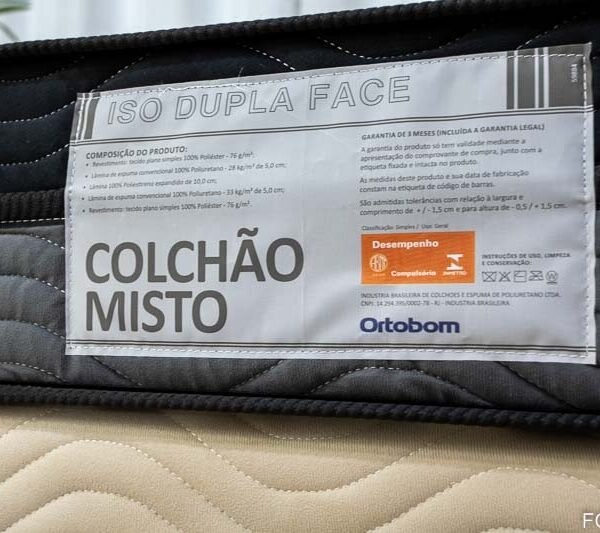 ISO DUPLA FACE
COMPOSIÇÃO DO PRODUTO:
• Revestimento: tecido plano simples 100% Poliéster - 76 g/m².
• Lâmina de espuma convencional 100% Poliuretano - 28 kg/m³ de 5,0 cm;
• Lâmina 100% Poliestireno expandido de 10,0 cm;
• Lâmina de espuma convencional 100% Poliuretano - 33 kg/m³ de 5,0 cm;
• Revestimento: tecido plano simples 100% Poliéster - 76 g/m².
COLCHÃO
MISTO
GARANTIA DE 3 MESES (INCLUÍDA A GARANTIA LEGAL)
A garantia do produto só tem validade mediante a
apresentação do comprovante de compra, junto com a
etiqueta fixada e intacta no produto.
As medidas deste produto e sua data de fabricação
constam na etiqueta de código de barras.
São admitidas tolerâncias com relação à largura e
comprimento de + / - 1,5 cm e para altura de - 0,5 / + 1,5 cm.
Classificação: Simples / Uso: Geral
Desempenho
Compulsório
INMETRO
INSTRUÇÕES DE USO, LIMPEZA
E CONSERVAÇÃO:
INDÚSTRIA BRASILEIRA DE COLCHÕES E ESPUMA DE POLIURETANO LTDA.
CNPJ: 14.294.395/0002-78 - RJ - INDÚSTRIA BRASILEIRA
Ortobom